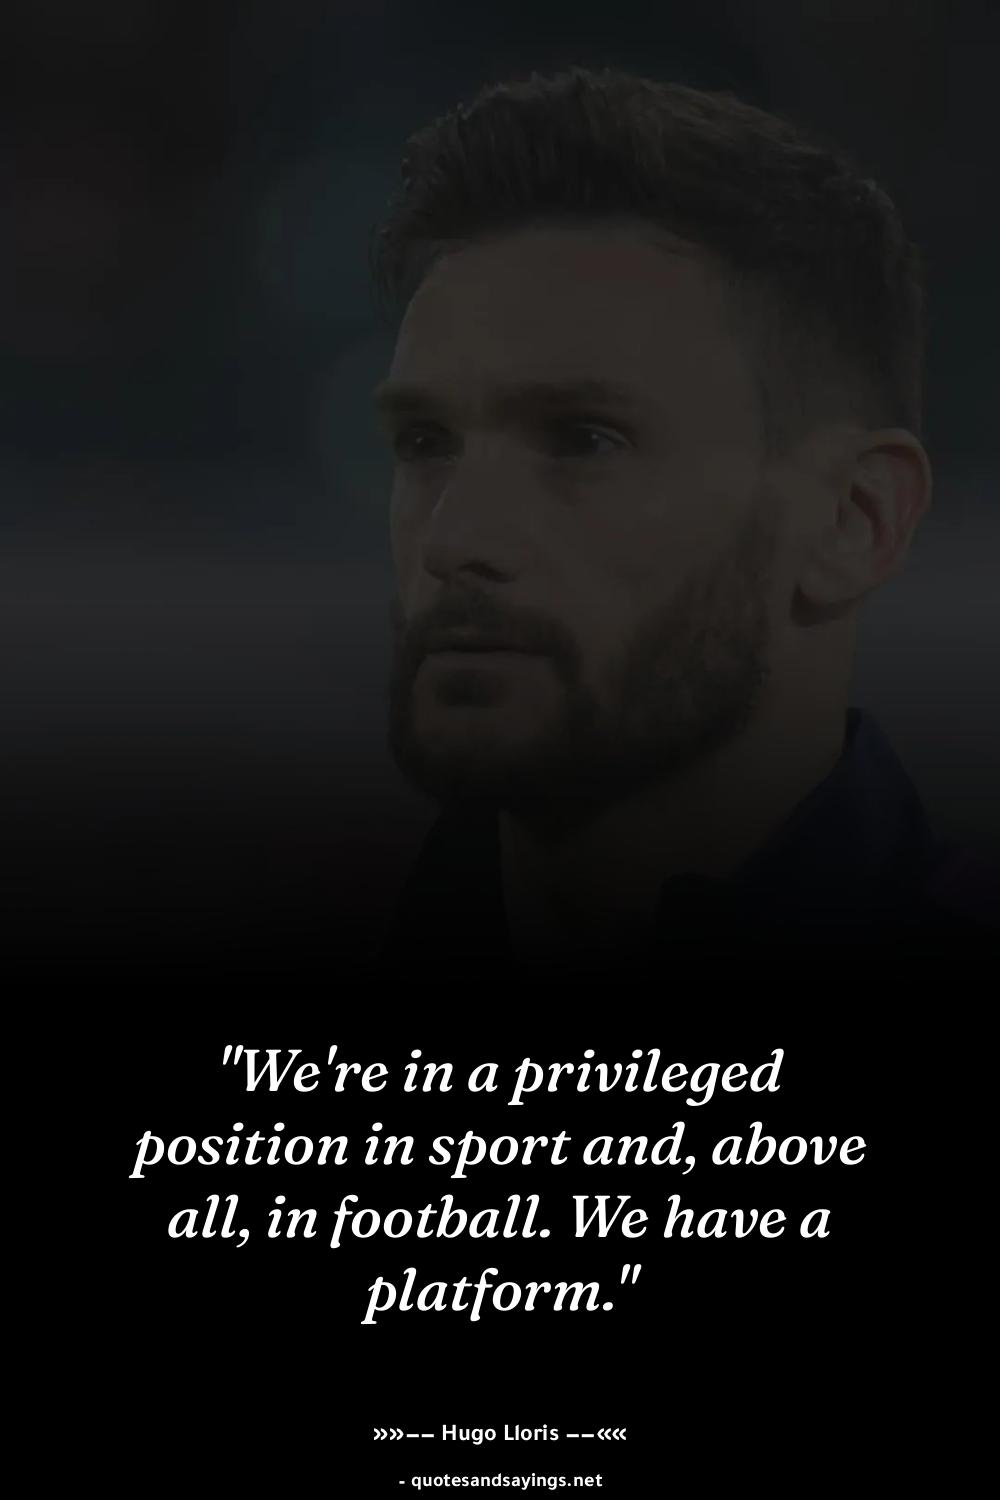 "We're in a privileged
position in sport and, above
all, in football. We have a
platform."
»»−− Hugo Lloris −−««
- quotesandsayings.net